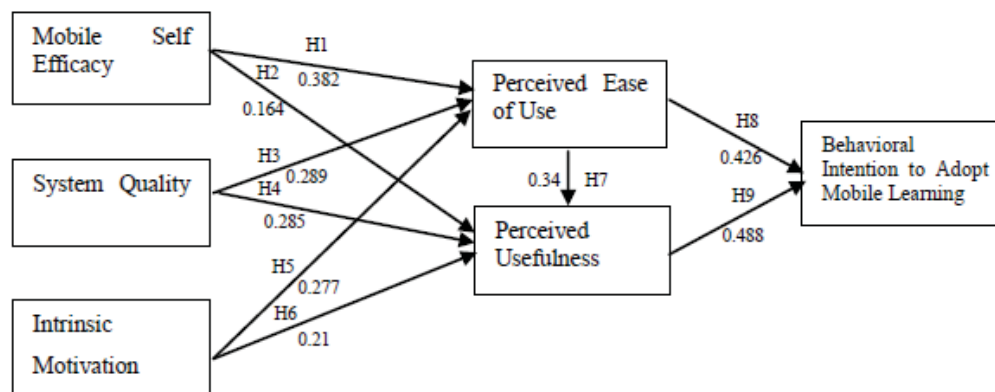 Mobile Self
Efficacy
H1
0.382
H2
0.164
Perceived Ease
of Use
H8
0.426
Behavioral
Intention to Adopt
Mobile Learning
System Quality
H3
0.289
H4
0.285
0.34 H7
H9
0.488
Perceived
Usefulness
H5
0.277
H6
0.21
Intrinsic
Motivation